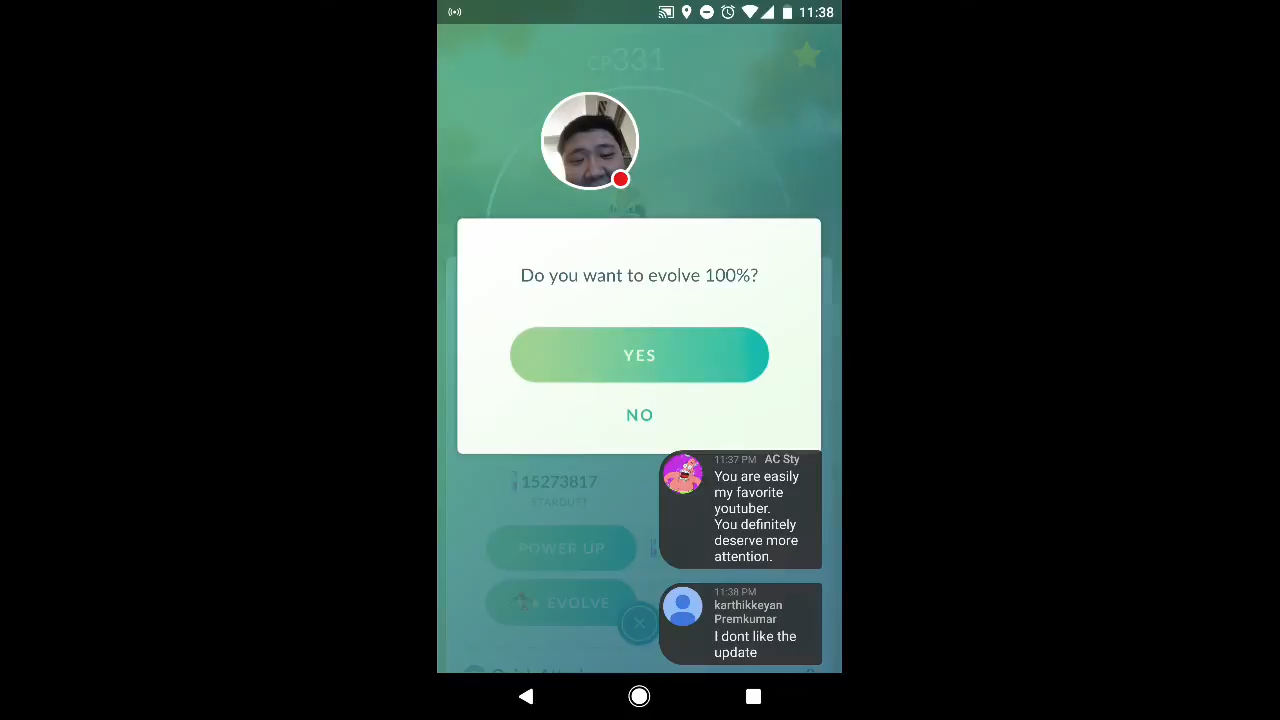 11:38
CP331
Do you want to evolve 100%?
YES
NO
11:37 PM AC Sty
You are easily
my favorite
youtuber.
You definitely
deserve more
attention.
15273817
STARDUST
POWER UP
EVOLVE
11:38 PM
karthikkeyan
Premkumar
I dont like the
update